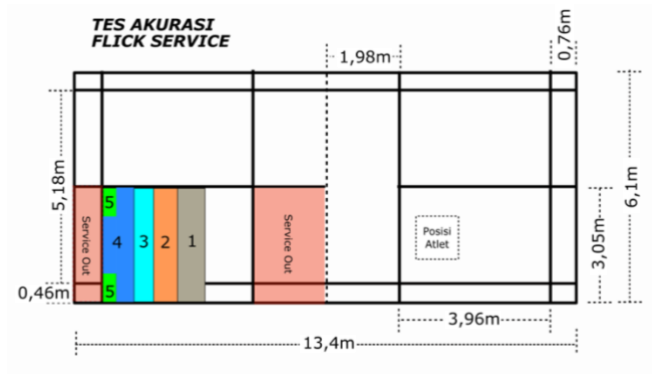 TES AKURASI
FLICK SERVICE
1,98m
0,76m
5,18m
6,1m
5
Service Out
4
3
2
1
Service Out
Posisi
Atlet
3,05m
5
0,46m
3,96m
13,4m